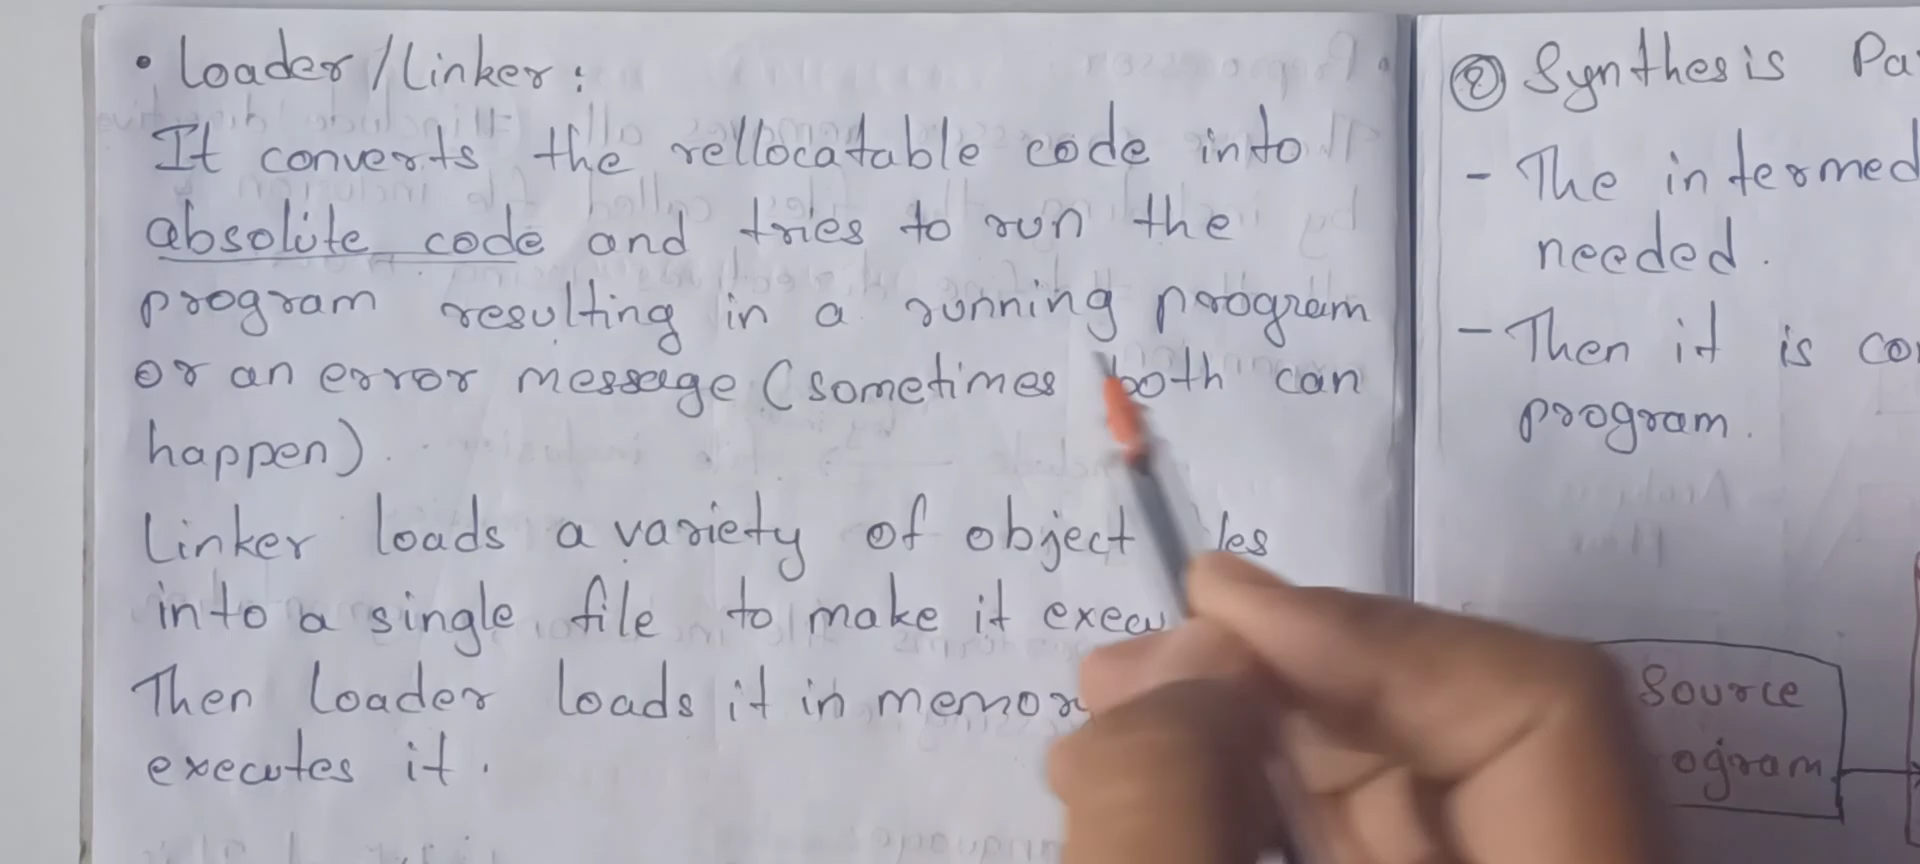 • Loader/Linker:
It converts the rellocatable code into
absolute code and tries to run the
program resulting in a running program
or an error message (sometimes both can
happen).
Linker loads a variety of object
into a single file to make it
Then Loader loads it in
executes it.
② Synthesis
- The
needed.
- Then it is
program.
Source